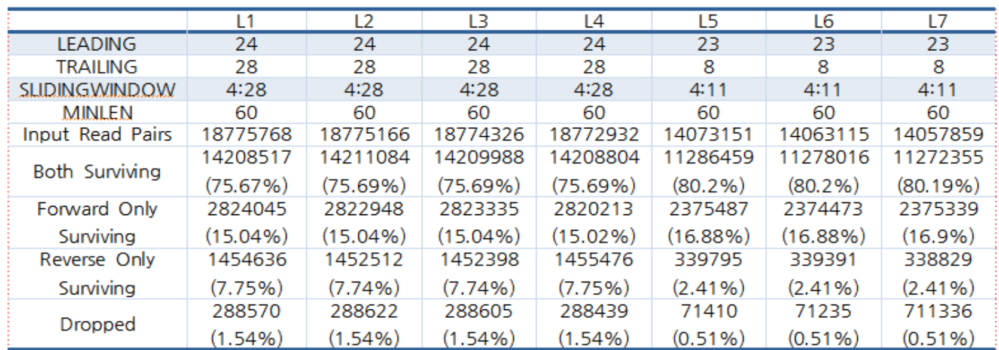 L1 L2 L3 L4 L5 L6 L7
LEADING 24 24 24 24 23 23 23
TRAILING 28 28 28 28 8 8 8
SLIDINGWINDOW 4:28 4:28 4:28 4:28 4:11 4:11 4:11
MINLEN 60 60 60 60 60 60 60
Input Read Pairs 18775768 18775166 18774326 18772932 14073151 14063115 14057859
Both Surviving 14208517 14211084 14209988 14208804 11286459 11278016 11272355
(75.67%) (75.69%) (75.69%) (75.69%) (80.2%) (80.2%) (80.19%)
Forward Only 2824045 2822948 2823335 2820213 2375487 2374473 2375339
Surviving (15.04%) (15.04%) (15.04%) (15.02%) (16.88%) (16.88%) (16.9%)
Reverse Only 1454636 1452512 1452398 1455476 339795 339391 338829
Surviving (7.75%) (7.74%) (7.74%) (7.75%) (2.41%) (2.41%) (2.41%)
Dropped 288570 288622 288605 288439 71410 71235 711336
(1.54%) (1.54%) (1.54%) (1.54%) (0.51%) (0.51%) (0.51%)